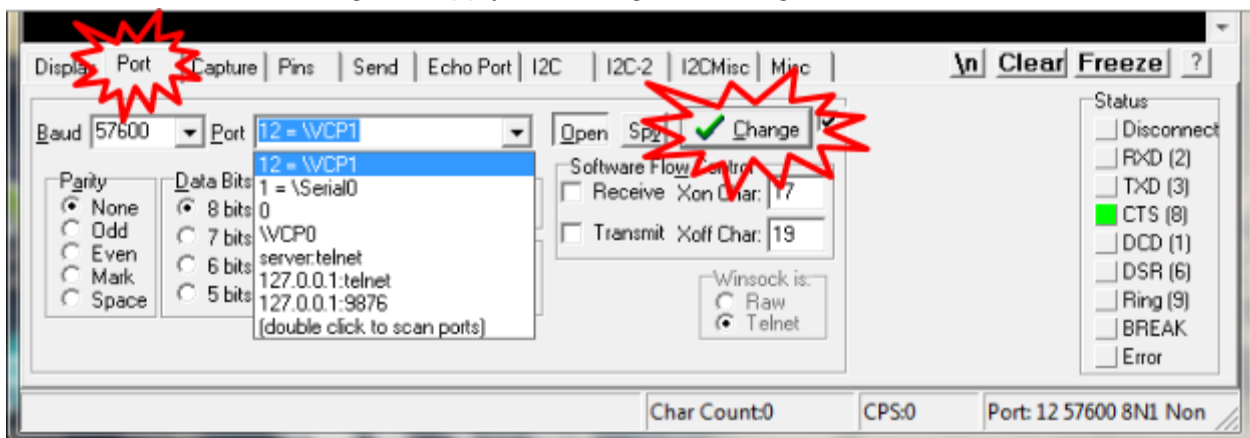 Display Port Capture Pins Send Echo Port I2C I2C-2 I2CMisc Misc \n Clear Freeze ?
Baud 57600 Port 12 = \VCP1 Open Spy Change
12 = \VCP1
1 = \Serial0
0
\VCP0
server:telnet
127.0.0.1:telnet
127.0.0.1:9876
(double click to scan ports)
Parity
None
Odd
Even
Mark
Space
Data Bits
8 bits
7 bits
6 bits
5 bits
Software Flow Control
Receive Xon Char: 17
Transmit Xoff Char: 19
Winsock is:
Raw
Telnet
Status
Disconnect
RXD (2)
TXD (3)
CTS (8)
DCD (1)
DSR (6)
Ring (9)
BREAK
Error
Char Count:0 CPS:0 Port: 12 57600 8N1 Non